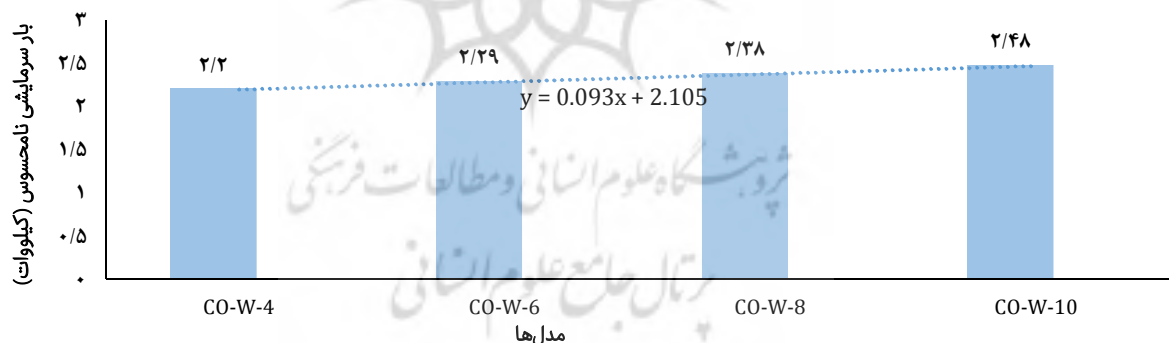 بار سرمایشی نامحسوس (کیلووات)
۳
۲/۵
۲
۱/۵
۱
۰/۵
۰
۲/۲
۲/۲۹
۲/۳۸
۲/۴۸
y = 0.093x + 2.105
پژوهشگاه علوم انسانی و مطالعات فرهنگی
پرتال جامع علوم انسانی
CO-W-4 CO-W-6 CO-W-8 CO-W-10
مدل‌ها